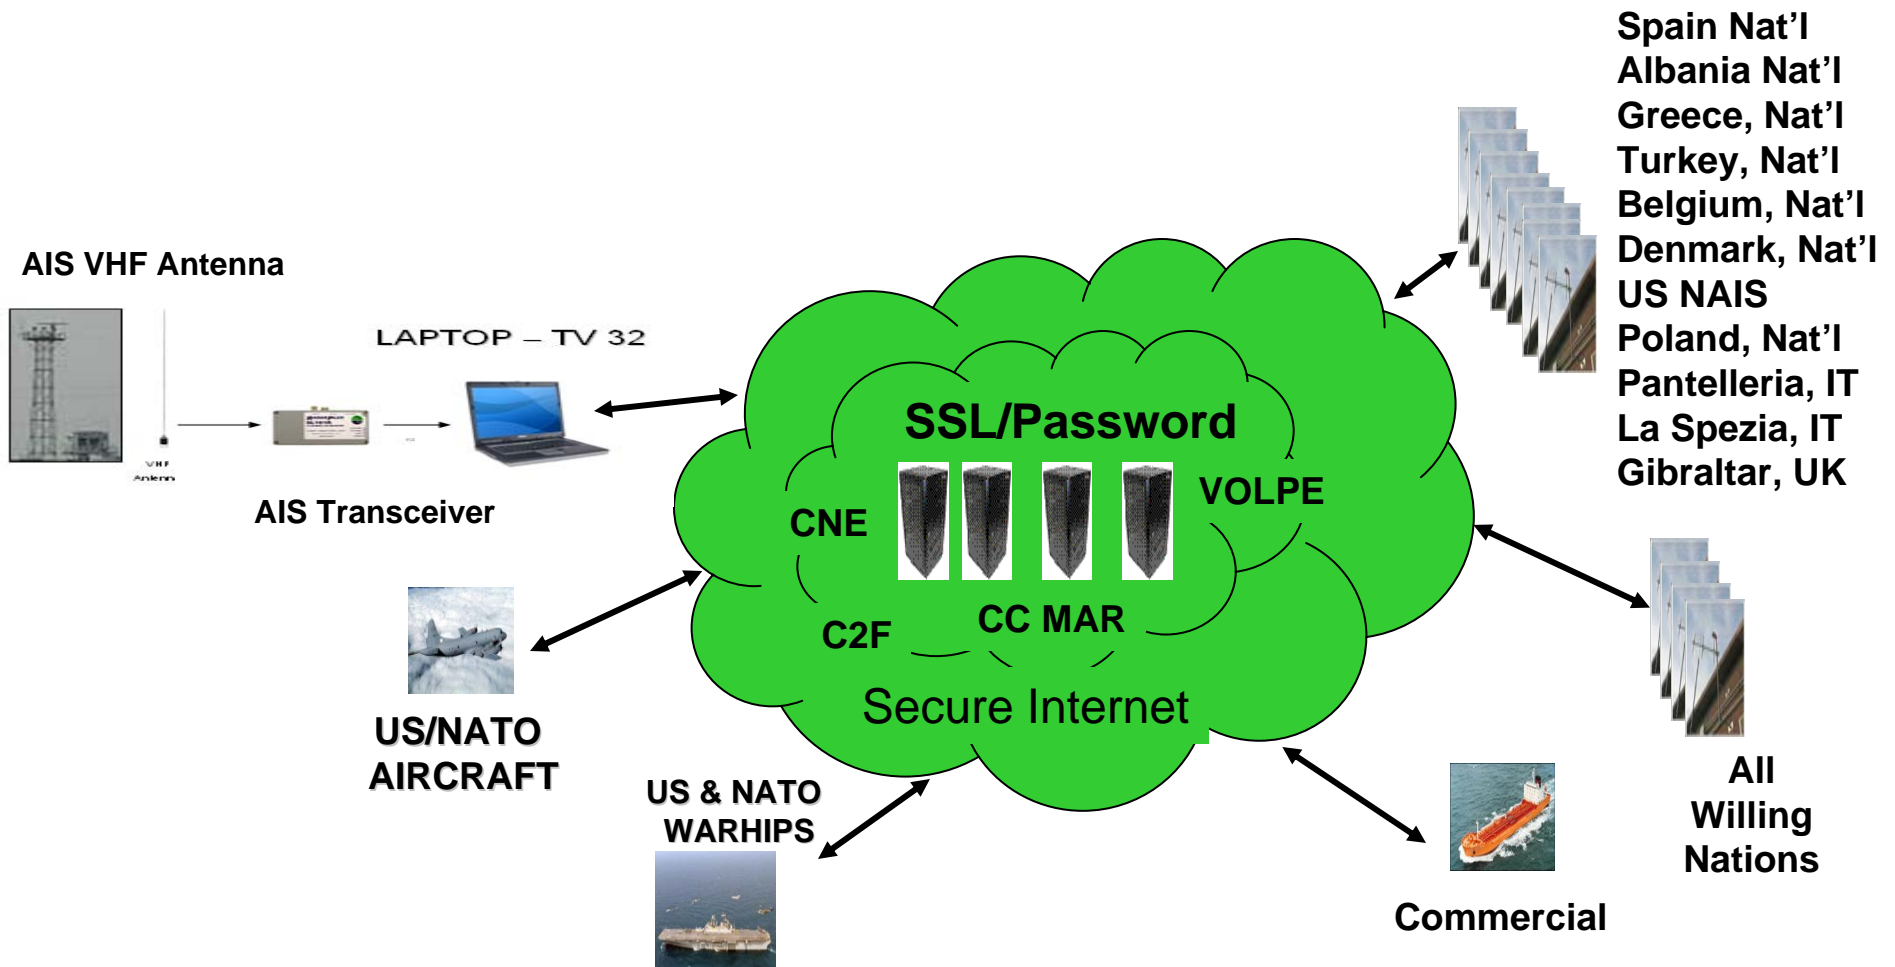 Spain Nat’l
Albania Nat’l
Greece, Nat’l
Turkey, Nat’l
Belgium, Nat’l
Denmark, Nat’l
US NAIS
Poland, Nat’l
Pantelleria, IT
La Spezia, IT
Gibraltar, UK
AIS VHF Antenna
LAPTOP – TV 32
VHF
AIS Transceiver
SSL/Password
CNE
VOLPE
C2F
CC MAR
Secure Internet
US/NATO
AIRCRAFT
US & NATO
WARHIPS
All
Willing
Nations
Commercial